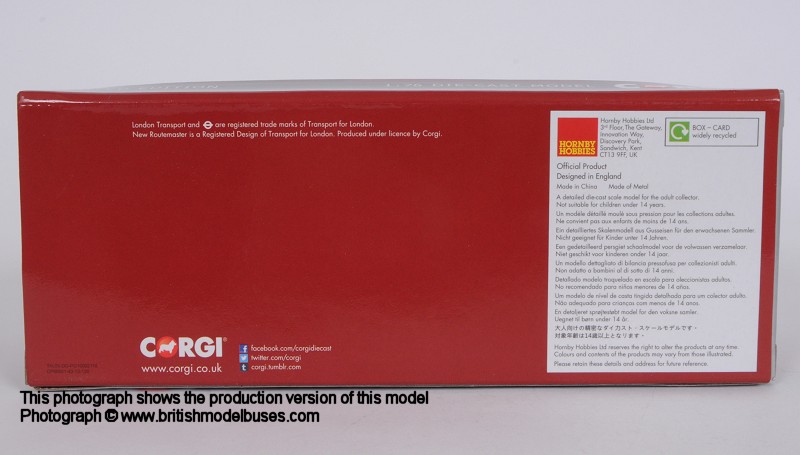 1:76 DIE-CAST MODEL
London Transport and are registered trade marks of Transport for London.
New Routemaster is a Registered Design of Transport for London. Produced under licence by Corgi.
HORNBY
HOBBIES
Hornby Hobbies Ltd
3rd Floor, The Gateway,
Innovation Way,
Discovery Park,
Sandwich, Kent
CT13 9FF, UK
BOX – CARD
widely recycled
Official Product
Designed in England
Made in China Mode of Metal
A detailed die-cast scale model for the adult collector.
Not suitable for children under 14 years.
Un modèle détaillé moulé sous pression pour les collections adultes.
Ne convient pas aux enfants de moins de 14 ans.
Ein detailliertes Skalenmodell aus Gusseisen für den erwachsenen Sammler.
Nicht geeignet für Kinder unter 14 Jahren.
Een gedetoilleerd persgiet schaalmodel voor de volwassen verzamelaar.
Niet geschikt voor kinderen onder 14 jaar.
Un modello dettagliato di bilancia pressofusa per collezionisti adulti.
Non adatto a bambini al di sotto di 14 anni.
Detallado modelo troquelado en escala para coleccionistas adultos.
No recomendado para niños menores de 14 años.
Um modelo de nível de casta tingida detalhada para um colector adulto.
Não adequado para crianças com menos de 14 anos.
En detaljeret sprøjtestøbt model for den voksne samler.
Uegnet til børn under 14 år.
大人向けの精密なダイカスト・スケールモデルです・
対象年齢は14歳以上となります・
Hornby Hobbies Ltd reserves the right to alter the products at any time.
Colours and contents of the products may vary from those illustrated.
Please retain these details and address for future reference.
CORGI®
www.corgi.co.uk
facebook.com/corgidiecast
twitter.com/corgi
corgi.tumblr.com
This photograph shows the production version of this model
Photograph © www.britishmodelbuses.com